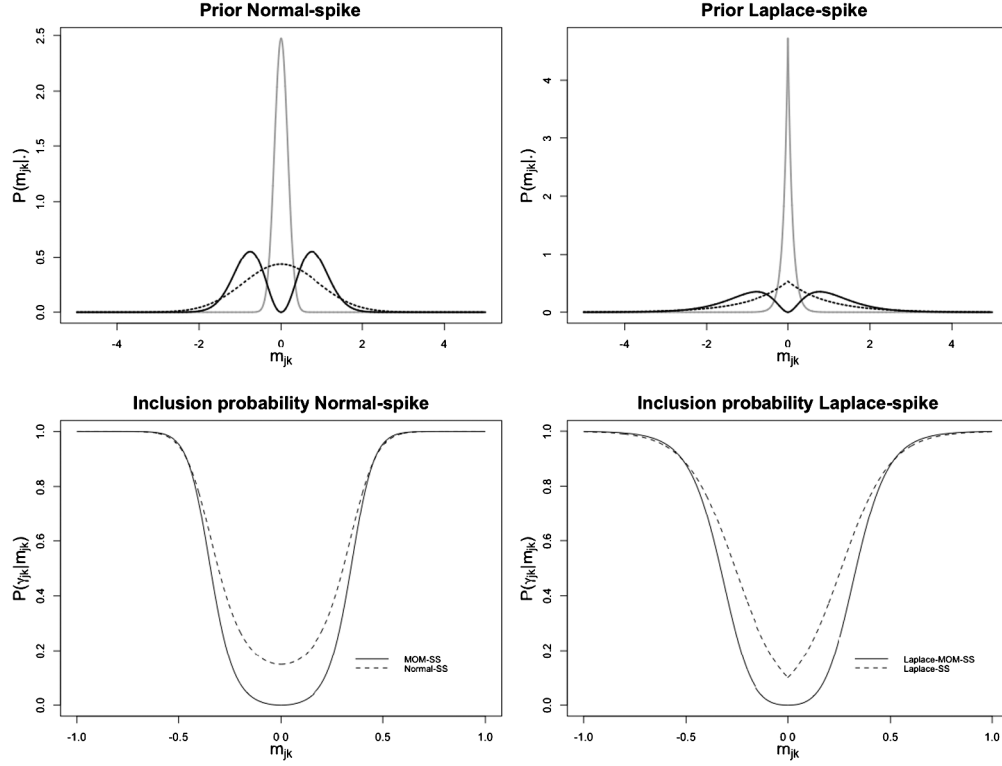 Prior Normal-spike
P(mjk|.)
2.5
2.0
1.5
1.0
0.5
0.0
-4 -2 0 2 4
mjk
Prior Laplace-spike
P(mjk|.)
4
3
2
1
0
-4 -2 0 2 4
mjk
Inclusion probability Normal-spike
P(γjk|mjk)
1.0
0.8
0.6
0.4
0.2
0.0
MOM-SS
Normal-SS
-1.0 -0.5 0 0 0.5 1.0
mjk
Inclusion probability Laplace-spike
P(γjk|mjk)
1.0
0.8
0.6
0.4
0.2
0.0
Laplace-MOM-SS
Laplace-SS
-1.0 -0.5 0 0 0.5 1.0
mjk